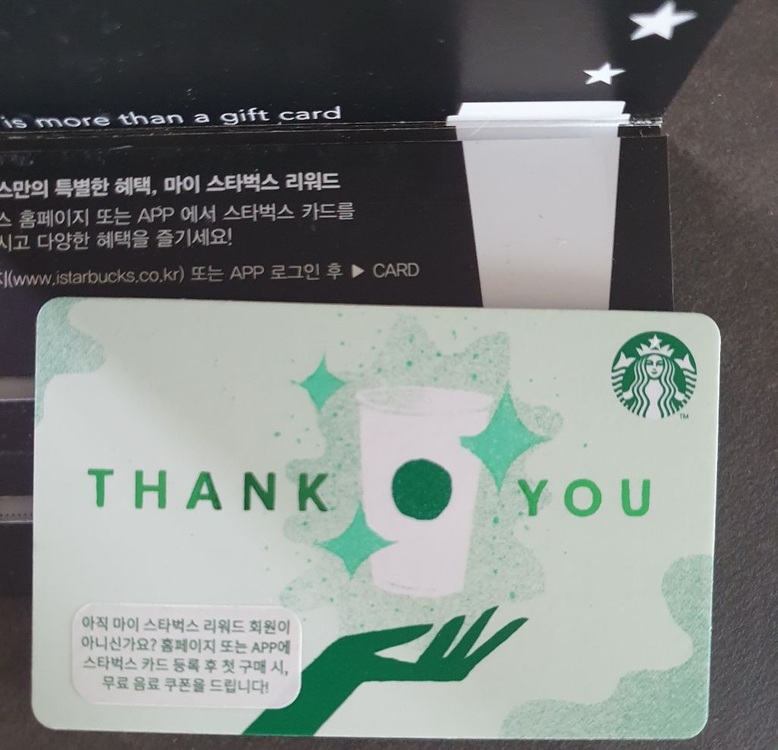 is more than a gift card
스만의 특별한 혜택, 마이 스타벅스 리워드
스 홈페이지 또는 APP 에서 스타벅스 카드를
시고 다양한 혜택을 즐기세요!
지(www.istarbucks.co.kr) 또는 APP 로그인 후 ▶ CARD
THANK YOU
TM
아직 마이 스타벅스 리워드 회원이
아니신가요? 홈페이지 또는 APP에
스타벅스 카드 등록 후 첫 구매 시,
무료 음료 쿠폰을 드립니다!